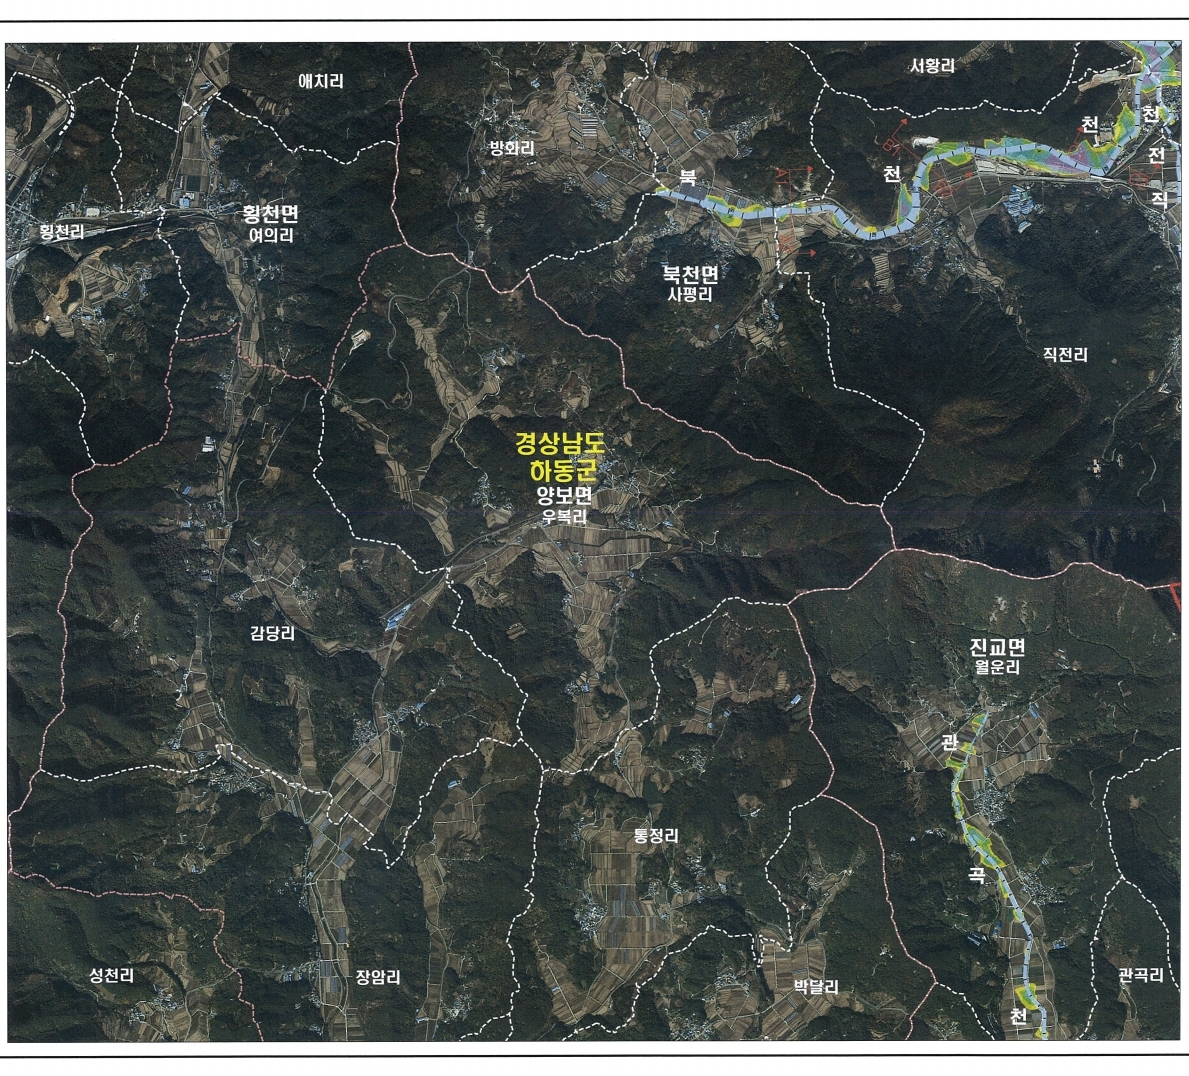 애치리
서황리
방화리
천
천
전
직
천
북
황천면
여의리
황천리
북천면
사평리
직전리
경상남도
하동군
양보면
우복리
감당리
진교면
월운리
관
통정리
곡
성천리
장암리
박달리
관곡리
천